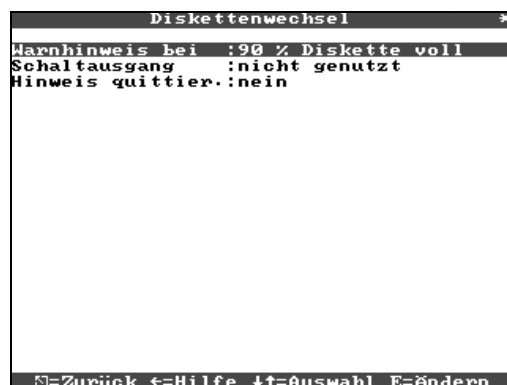 Diskettenwechsel *
Warnhinweis bei :90 % Diskette voll
Schaltausgang :nicht genutzt
Hinweis quittier.:nein
=Zurück ←=Hilfe ↓↑=Auswahl E=Ändern